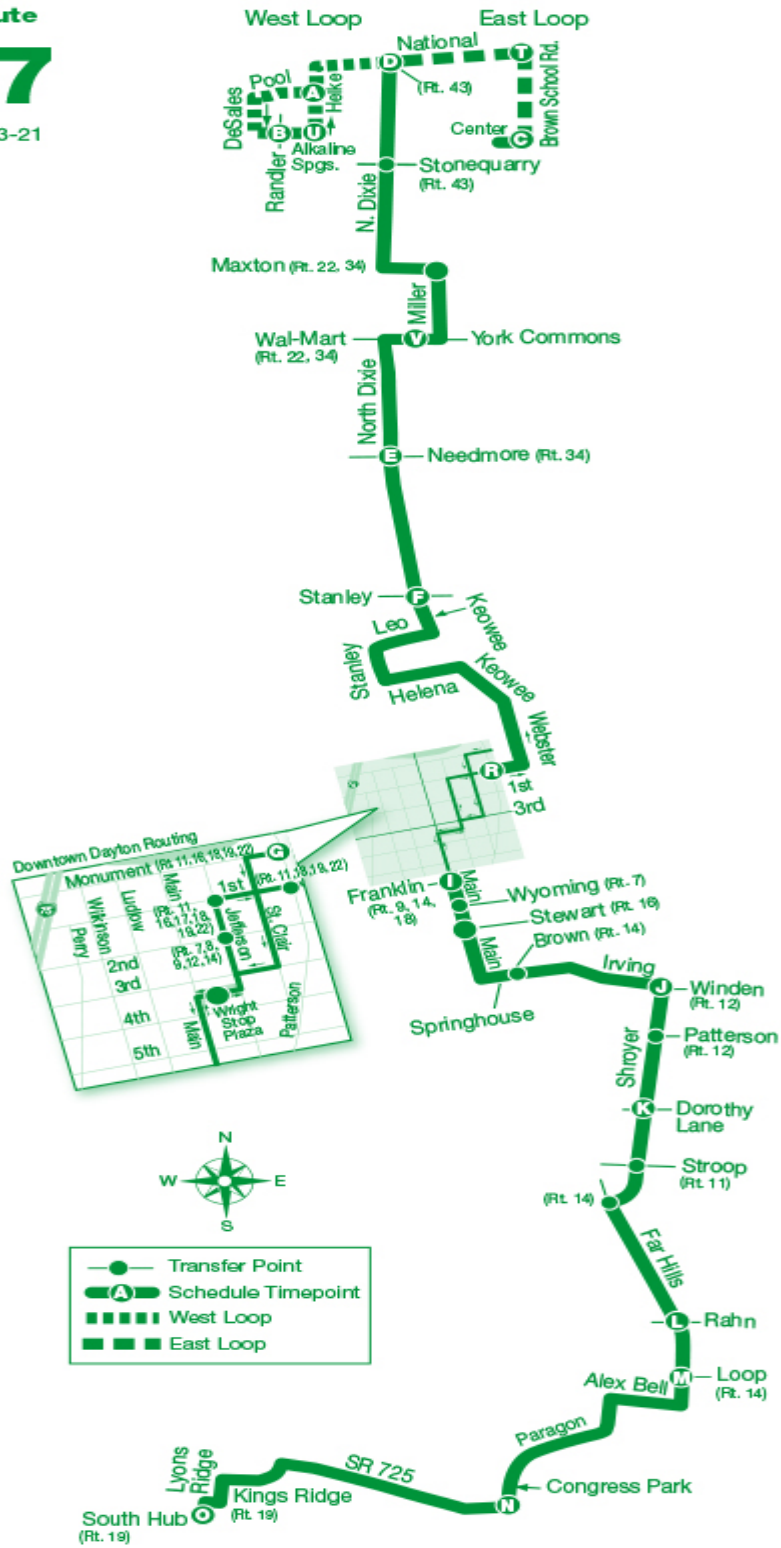 ute
7
3-21
West Loop
East Loop
National
D
T
(Rt. 43)
Brown School Rd.
Pool
A
Helke
DeSales
B
U
Center
C
Alkaline
Spgs.
Randler
Stonequarry
(Rt. 43)
N. Dixie
Maxton (Rt. 22, 34)
Miller
Wal-Mart
(Rt. 22, 34)
V
York Commons
North Dixie
E
Needmore (Rt. 34)
Stanley
F
Keowee
Leo
Stanley
Helena
Keowee
Webster
R
1st
3rd
Downtown Dayton Routing
Monument (Rt. 11,16,18,19,22)
G
1st
(Rt. 11,18,19, 22)
Main
(Rt. 11,
16,17,18,
19,22)
Ludlow
Wilkinson
Perry
Jefferson
St. Clair
(Rt. 7,8,
9,12,14)
2nd
3rd
4th
5th
Main
Wright
Stop
Plaza
Patterson
Franklin
(Rt. 9, 14,
18)
I
Main
Wyoming (Rt. 7)
Stewart (Rt. 16)
Brown (Rt. 14)
Main
Irving
Springhouse
J
Winden
(Rt. 12)
Patterson
(Rt. 12)
Shroyer
K
Dorothy
Lane
Stroop
(Rt. 11)
(Rt. 14)
Far Hills
L
Rahn
M
Loop
(Rt. 14)
Alex Bell
Paragon
Congress Park
N
SR 725
Lyons
Ridge
Kings Ridge
(Rt. 19)
South Hub
(Rt. 19)
O
N
W
E
S
Transfer Point
A
Schedule Timepoint
West Loop
East Loop